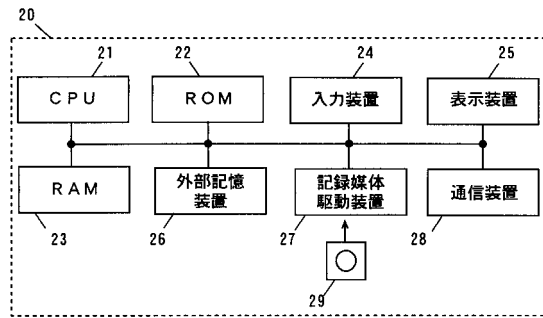 20
21
22
24
25
CPU
ROM
入力装置
表示装置
RAM
外部記憶
装置
記録媒体
駆動装置
通信装置
23
26
27
28
29